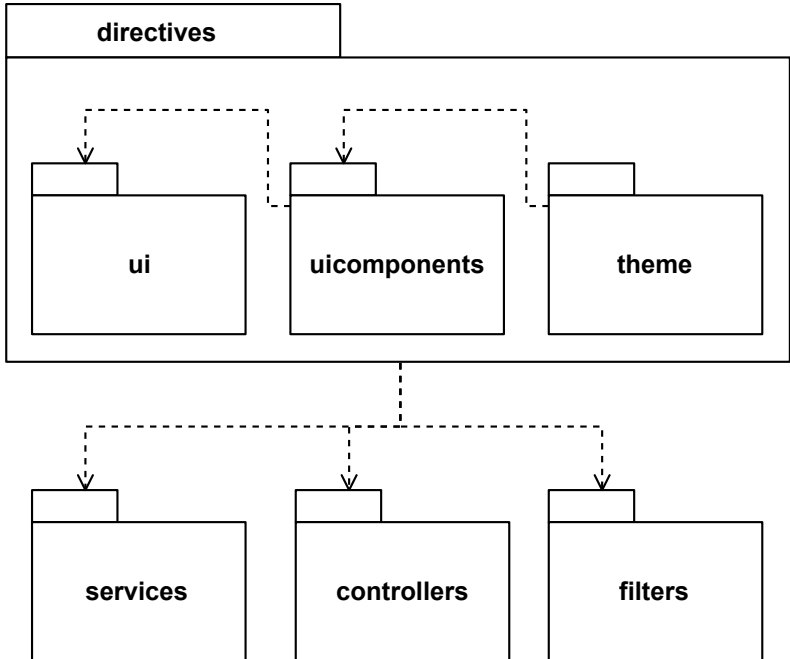 directives
ui
uicomponents
theme
services
controllers
filters